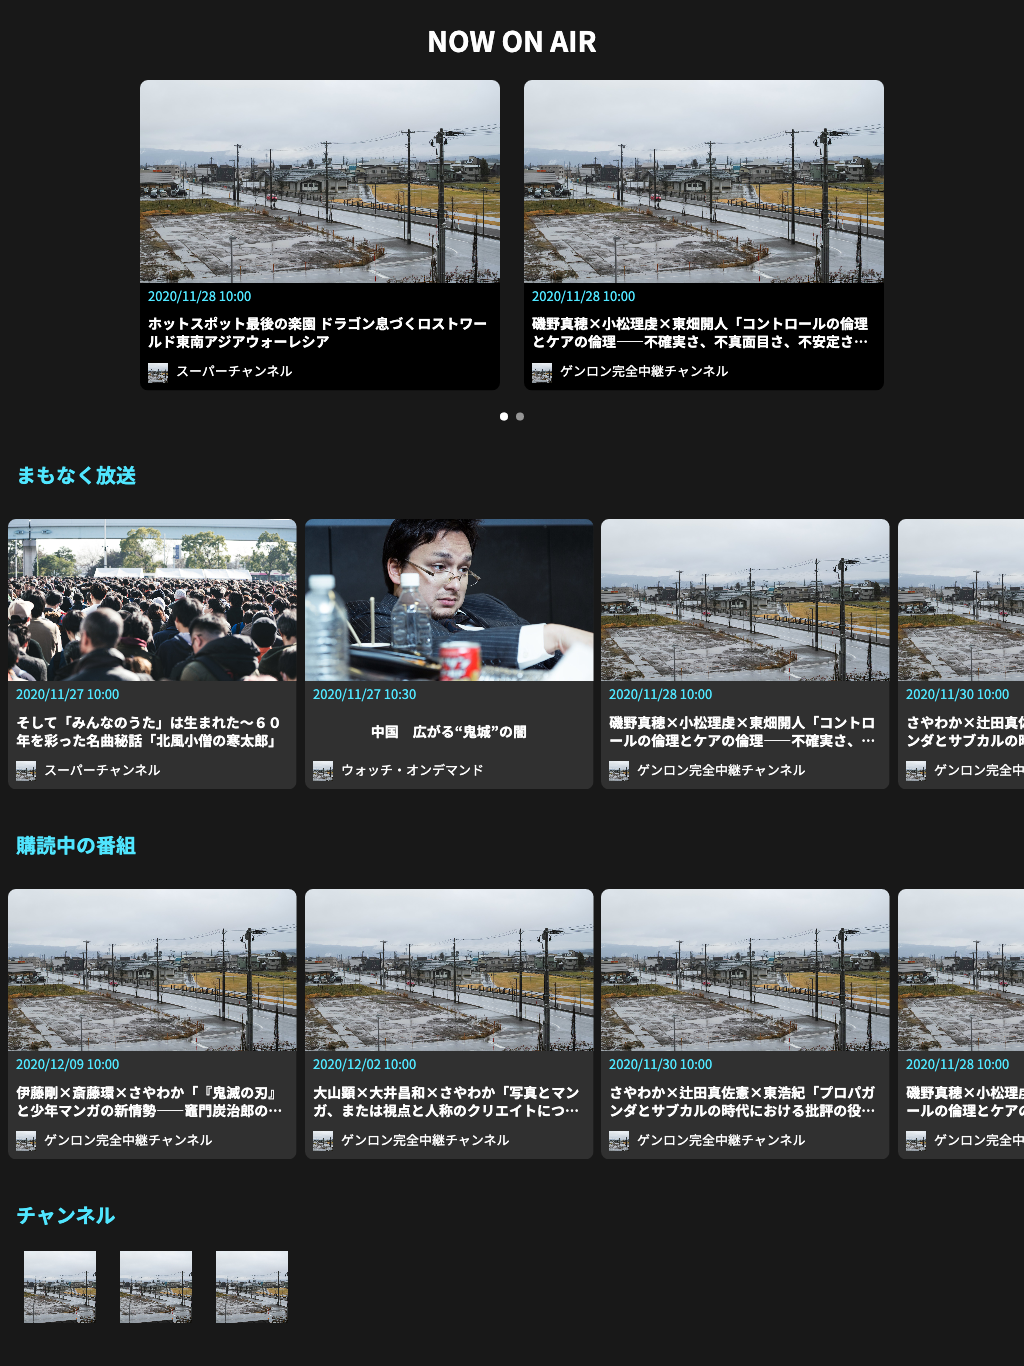 NOW ON AIR
2020/11/28 10:00
ホットスポット最後の楽園 ドラゴン息づくロストワー
ルド東南アジアウォーレシア
スーパーチャンネル
2020/11/28 10:00
磯野真穂×小松理虔×東畑開人「コントロールの倫理
とケアの倫理――不確実さ、不真面目さ、不安定さ…
ゲンロン完全中継チャンネル
まもなく放送
2020/11/27 10:00
そして「みんなのうた」は生まれた〜６０
年を彩った名曲秘話「北風小僧の寒太郎」
スーパーチャンネル
2020/11/27 10:30
中国　広がる“鬼城”の闇
ウォッチ・オンデマンド
2020/11/28 10:00
磯野真穂×小松理虔×東畑開人「コントロ
ールの倫理とケアの倫理――不確実さ、…
ゲンロン完全中継チャンネル
2020/11/30 10:00
さやわか×辻田真佐
ンダとサブカルの時
ゲンロン完全中
購読中の番組
2020/12/09 10:00
伊藤剛×斎藤環×さやわか「『鬼滅の刃』
と少年マンガの新情勢――竈門炭治郎の…
ゲンロン完全中継チャンネル
2020/12/02 10:00
大山顕×大井昌和×さやわか「写真とマン
ガ、または視点と人称のクリエイトにつ…
ゲンロン完全中継チャンネル
2020/11/30 10:00
さやわか×辻田真佐憲×東浩紀「プロパガ
ンダとサブカルの時代における批評の役…
ゲンロン完全中継チャンネル
2020/11/28 10:00
磯野真穂×小松理虔
ールの倫理とケアの
ゲンロン完全中
チャンネル